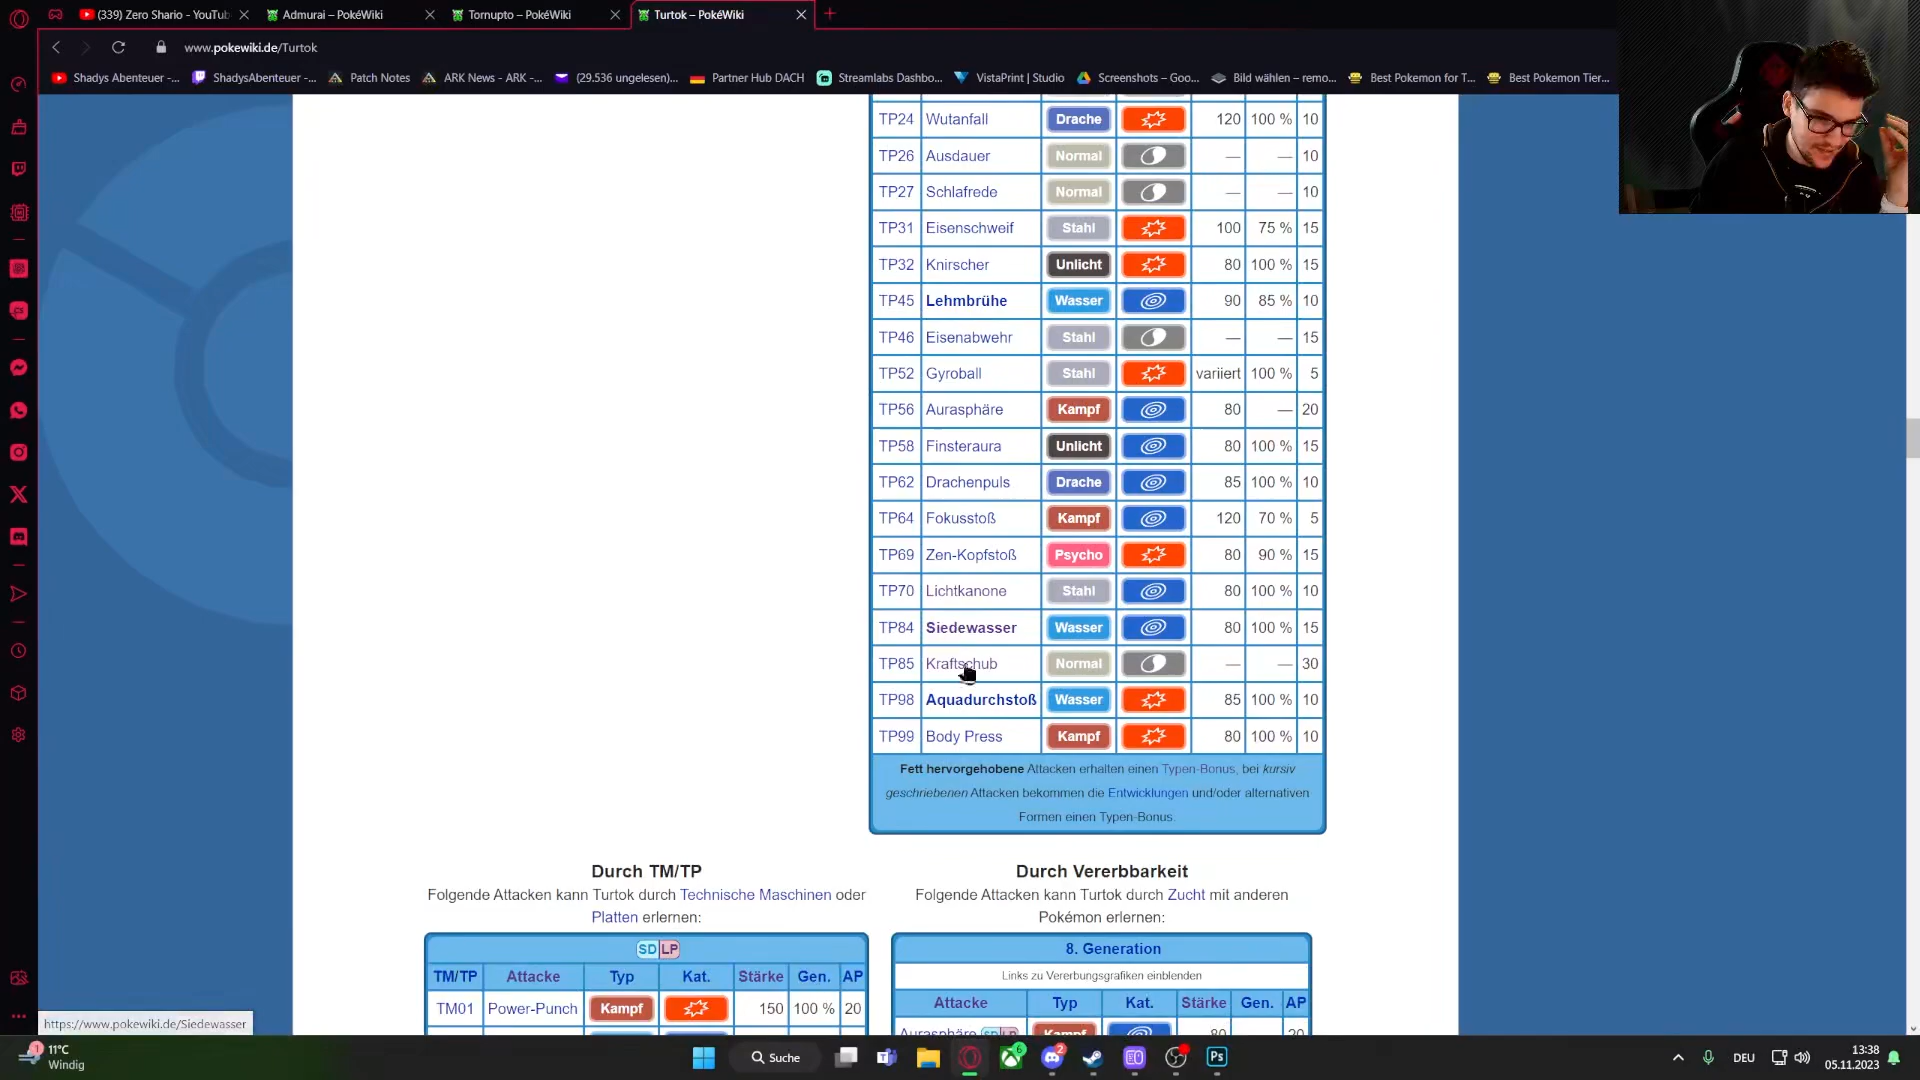 (339) Zero Shario - YouTub
Admurai – PokéWiki
Tornupto – PokéWiki
Turtok – PokéWiki
www.pokewiki.de/Turtok
Shadys Abenteuer -...
ShadysAbenteuer -...
Patch Notes
ARK News - ARK -...
(29.536 ungelesen)...
Partner Hub DACH
Streamlabs Dashbo...
VistaPrint | Studio
Screenshots – Goo...
Bild wählen – remo...
Best Pokemon for T...
Best Pokemon Tier...
TP24 Wutanfall Drache 120 100 % 10
TP26 Ausdauer Normal — — 10
TP27 Schlafrede Normal — — 10
TP31 Eisenschweif Stahl 100 75 % 15
TP32 Knirscher Unlicht 80 100 % 15
TP45 Lehmbrühe Wasser 90 85 % 10
TP46 Eisenabwehr Stahl — — 15
TP52 Gyroball Stahl variiert 100 % 5
TP56 Aurasphäre Kampf 80 — 20
TP58 Finsteraura Unlicht 80 100 % 15
TP62 Drachenpuls Drache 85 100 % 10
TP64 Fokusstoß Kampf 120 70 % 5
TP69 Zen-Kopfstoß Psycho 80 90 % 15
TP70 Lichtkanone Stahl 80 100 % 10
TP84 Siedewasser Wasser 80 100 % 15
TP85 Kraftschub Normal — — 30
TP98 Aquadurchstoß Wasser 85 100 % 10
TP99 Body Press Kampf 80 100 % 10
Fett hervorgehobene Attacken erhalten einen Typen-Bonus, bei kursiv
geschriebenen Attacken bekommen die Entwicklungen und/oder alternativen
Formen einen Typen-Bonus.
Durch TM/TP
Folgende Attacken kann Turtok durch Technische Maschinen oder
Platten erlernen:
SD LP
TM/TP Attacke Typ Kat. Stärke Gen. AP
TM01 Power-Punch Kampf 150 100 % 20
Durch Vererbbarkeit
Folgende Attacken kann Turtok durch Zucht mit anderen
Pokémon erlernen:
8. Generation
Links zu Vererbungsgrafiken einblenden
Attacke Typ Kat. Stärke Gen. AP
Aurasphäre SD LP Kampf 80 20
https://www.pokewiki.de/Siedewasser
1
11°C
Windig
Suche
6
2
Ps
DEU
13:38
05.11.2023